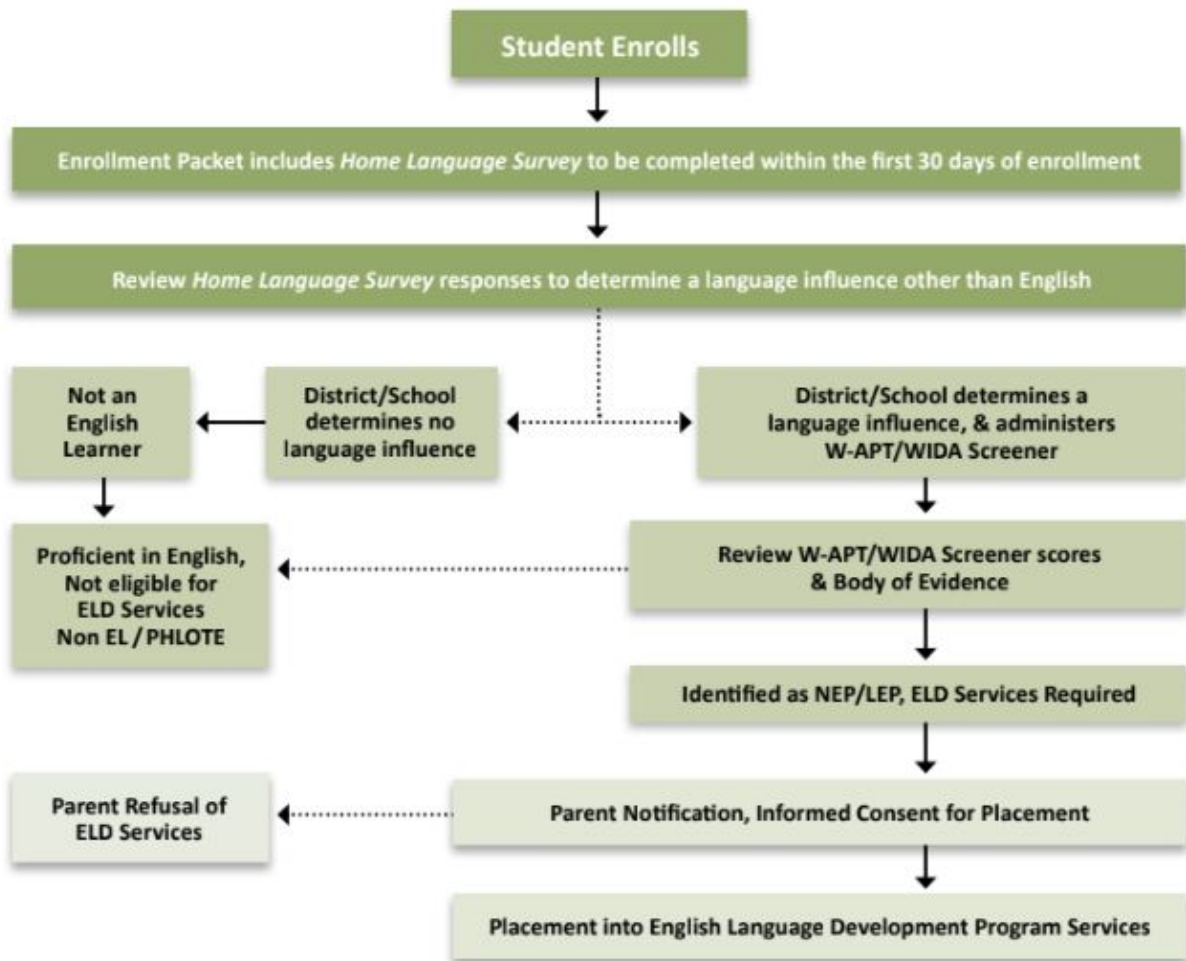 Student Enrolls
Enrollment Packet includes Home Language Survey to be completed within the first 30 days of enrollment
Review Home Language Survey responses to determine a language influence other than English
Not an
English
Learner
District/School
determines no
language influence
District/School determines a
language influence, & administers
W-APT/WIDA Screener
Proficient in English,
Not eligible for
ELD Services
Non EL / PHLOTE
Review W-APT/WIDA Screener scores
& Body of Evidence
Identified as NEP/LEP, ELD Services Required
Parent Refusal of
ELD Services
Parent Notification, Informed Consent for Placement
Placement into English Language Development Program Services